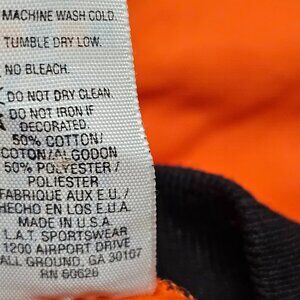 MACHINE WASH COLD.
TUMBLE DRY LOW.
NO BLEACH.
DO NOT DRY CLEAN.
DO NOT IRON IF
DECORATED.
50% COTTON/
COTON/ALGODON
50% POLYESTER/
POLIESTER
FABRIQUE AUX E.U./
HECHO EN LOS E.U./
MADE IN U.S.A.
L.A.T. SPORTSWEAR
1200 AIRPORT DRIVE
ALL GROUND, GA 30107
RN 60626